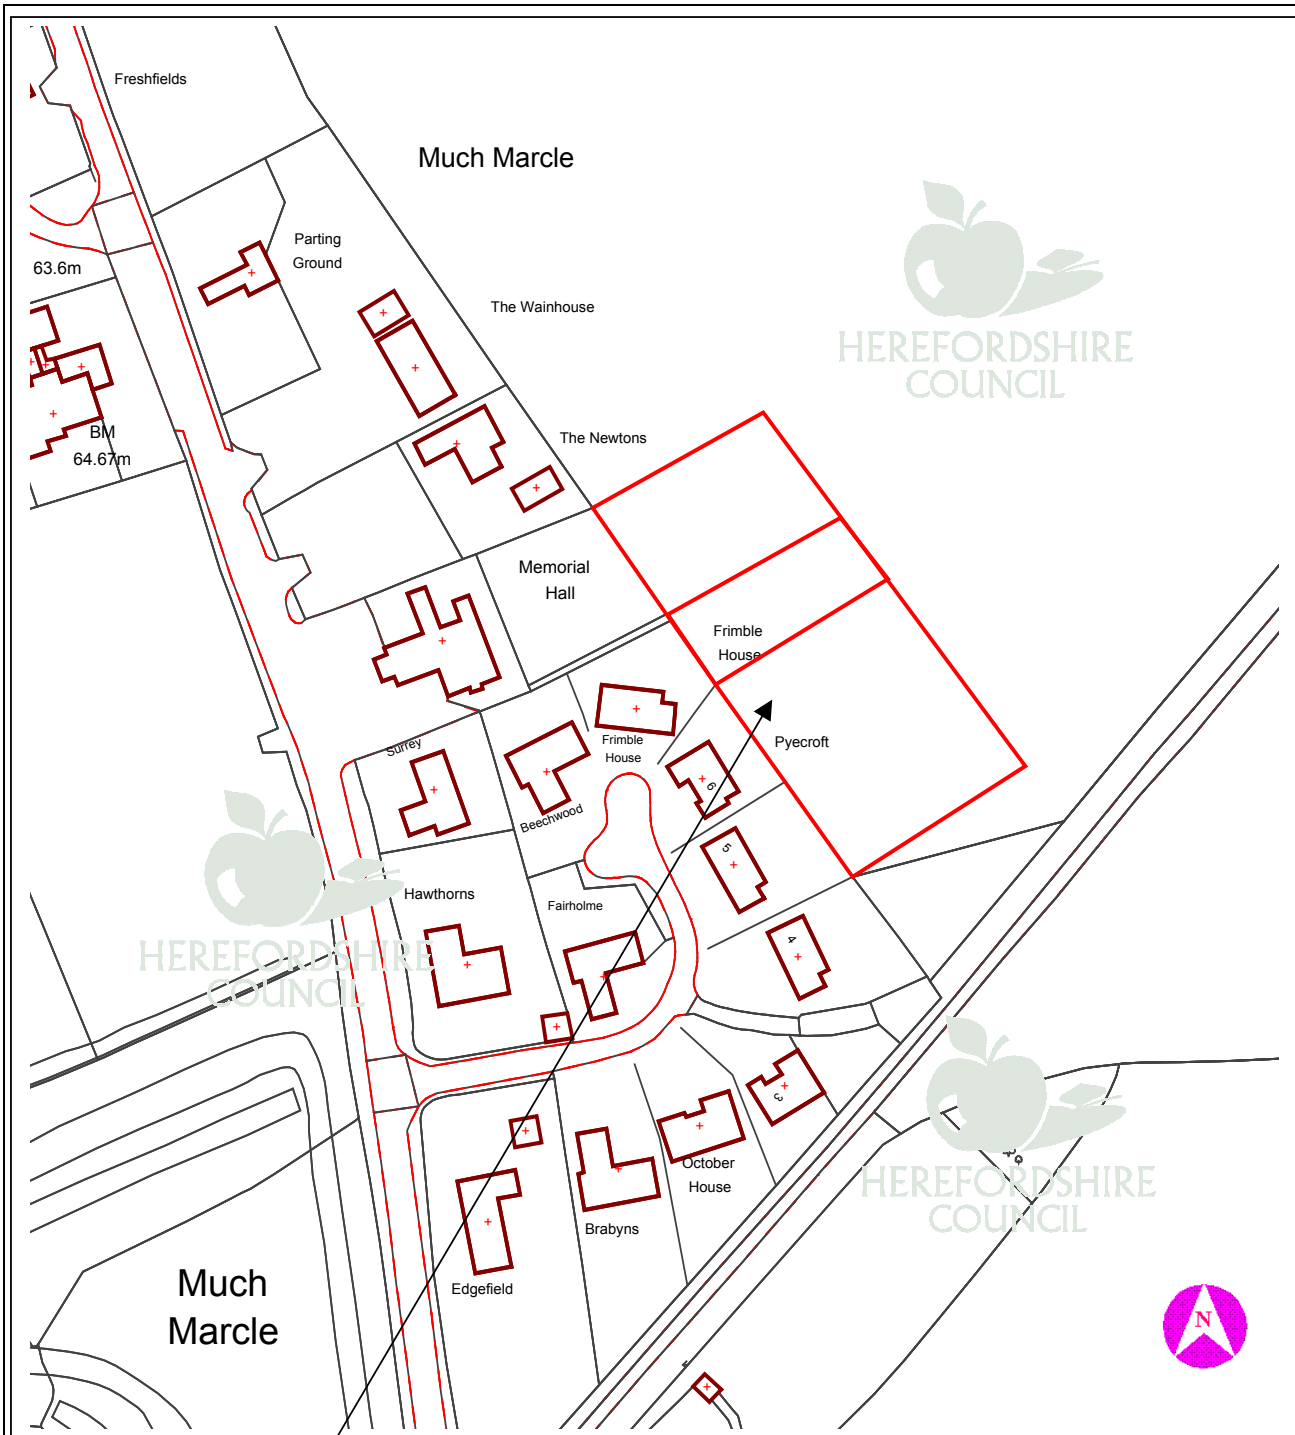 Freshfields
Much Marcle
Parting
Ground
63.6m
The Wainhouse
HEREFORDSHIRE
COUNCIL
BM
64.67m
The Newtons
Memorial
Hall
Frimble
House
Surrey
Frimble
House
Pyecroft
6
Beechwood
5
Hawthorns
Fairholme
4
HEREFORDSHIRE
COUNCIL
3
October
House
HEREFORDSHIRE
COUNCIL
Brabyns
Edgefield
Much
Marcle
N